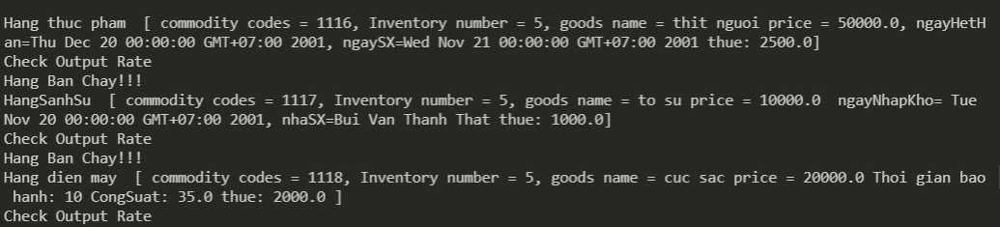 Hang thuc pham  [ commodity codes = 1116, Inventory number = 5, goods name = thit nguoi price = 50000.0, ngayHetH
an=Thu Dec 20 00:00:00 GMT+07:00 2001, ngaySX=Wed Nov 21 00:00:00 GMT+07:00 2001 thue: 2500.0]
Check Output Rate
Hang Ban Chay!!!
HangSanhSu  [ commodity codes = 1117, Inventory number = 5, goods name = to su price = 10000.0  ngayNhapKho= Tue
Nov 20 00:00:00 GMT+07:00 2001, nhaSX=Bui Van Thanh That thue: 1000.0]
Check Output Rate
Hang Ban Chay!!!
Hang dien may  [ commodity codes = 1118, Inventory number = 5, goods name = cuc sac price = 20000.0 Thoi gian bao
 hanh: 10 CongSuat: 35.0 thue: 2000.0 ]
Check Output Rate